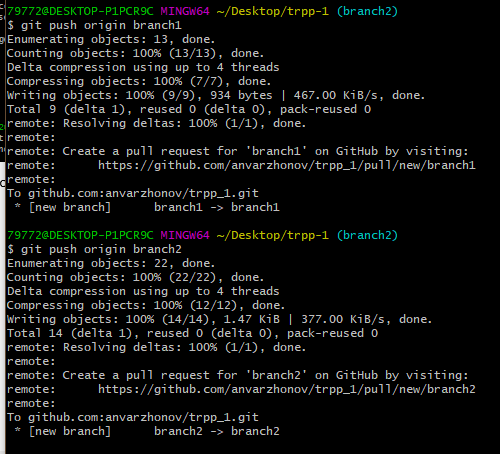 79772@DESKTOP-P1PCR9C MINGW64 ~/Desktop/trpp-1 (branch2)
$ git push origin branch1
Enumerating objects: 13, done.
Counting objects: 100% (13/13), done.
Delta compression using up to 4 threads
Compressing objects: 100% (7/7), done.
Writing objects: 100% (9/9), 934 bytes | 467.00 KiB/s, done.
Total 9 (delta 1), reused 0 (delta 0), pack-reused 0
remote: Resolving deltas: 100% (1/1), done.
remote:
remote: Create a pull request for 'branch1' on GitHub by visiting:
remote:      https://github.com/anvarzhonov/trpp_1/pull/new/branch1
remote:
To github.com:anvarzhonov/trpp_1.git
 * [new branch]      branch1 -> branch1

79772@DESKTOP-P1PCR9C MINGW64 ~/Desktop/trpp-1 (branch2)
$ git push origin branch2
Enumerating objects: 22, done.
Counting objects: 100% (22/22), done.
Delta compression using up to 4 threads
Compressing objects: 100% (12/12), done.
Writing objects: 100% (14/14), 1.47 KiB | 377.00 KiB/s, done.
Total 14 (delta 1), reused 0 (delta 0), pack-reused 0
remote: Resolving deltas: 100% (1/1), done.
remote:
remote: Create a pull request for 'branch2' on GitHub by visiting:
remote:      https://github.com/anvarzhonov/trpp_1/pull/new/branch2
remote:
To github.com:anvarzhonov/trpp_1.git
 * [new branch]      branch2 -> branch2